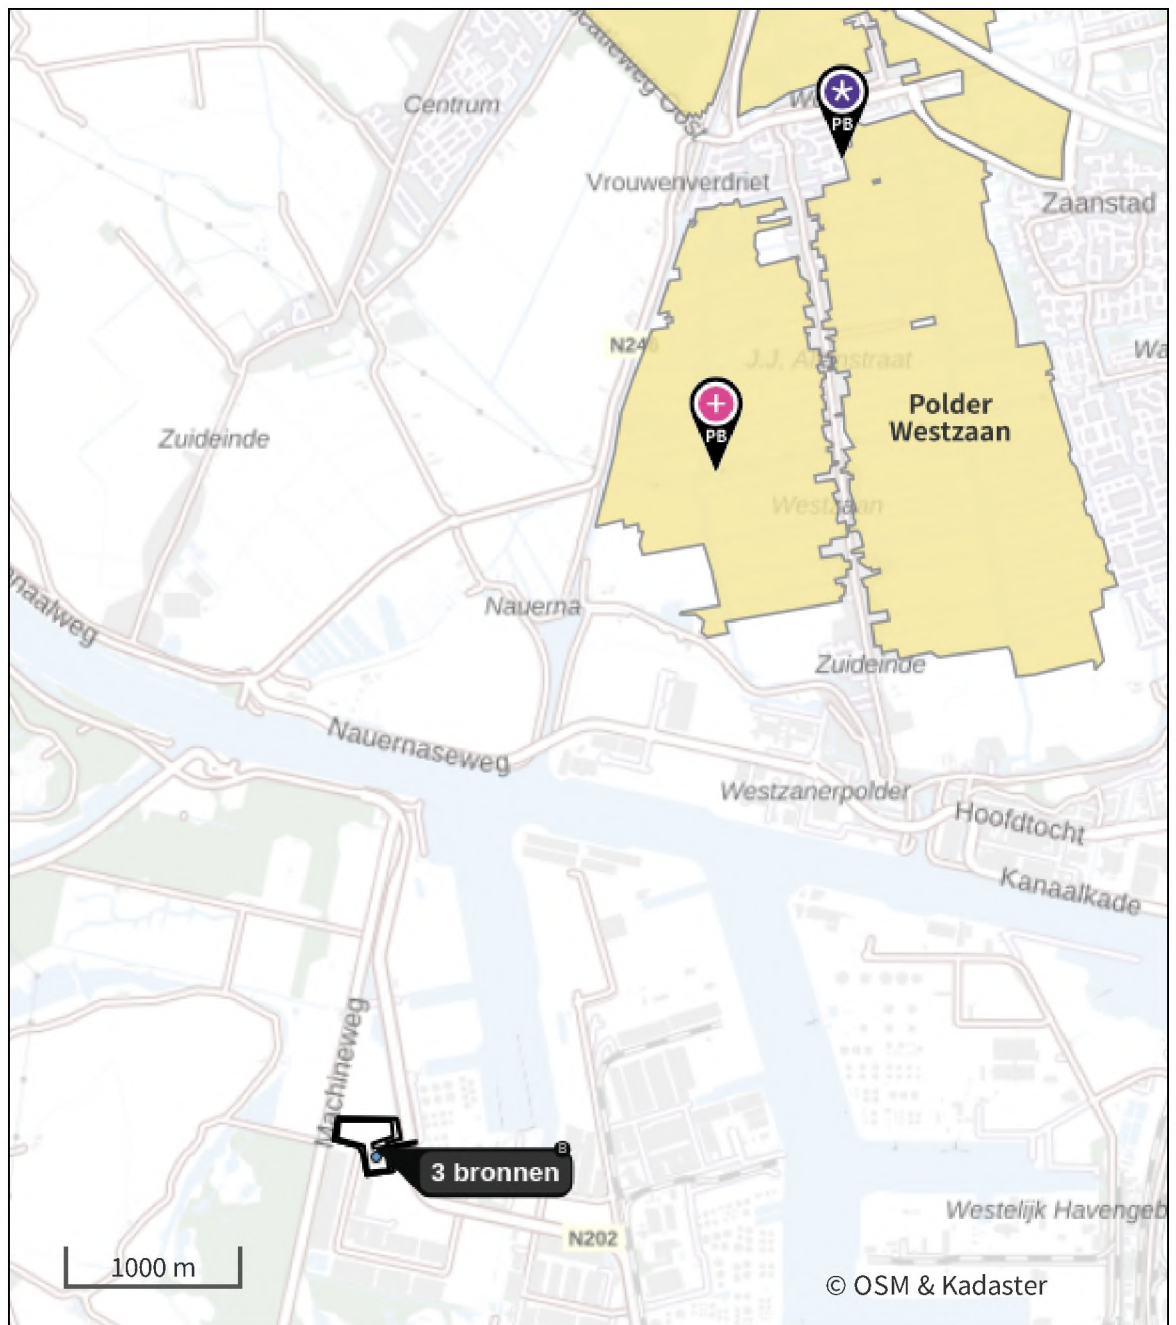 Centrum
PB
Vrouwenverdriet
Zaanstad
N246
J.J. Allanstraat
PB
Polder
Westzaan
Zuideinde
Westzaan
Nauerna
Zuideinde
Nauernaseweg
Westzanerpolder
Hoofdtocht
Kanaalkade
Machineweg
B
3 bronnen
Westelijk Havengeb
N202
1000 m
© OSM & Kadaster